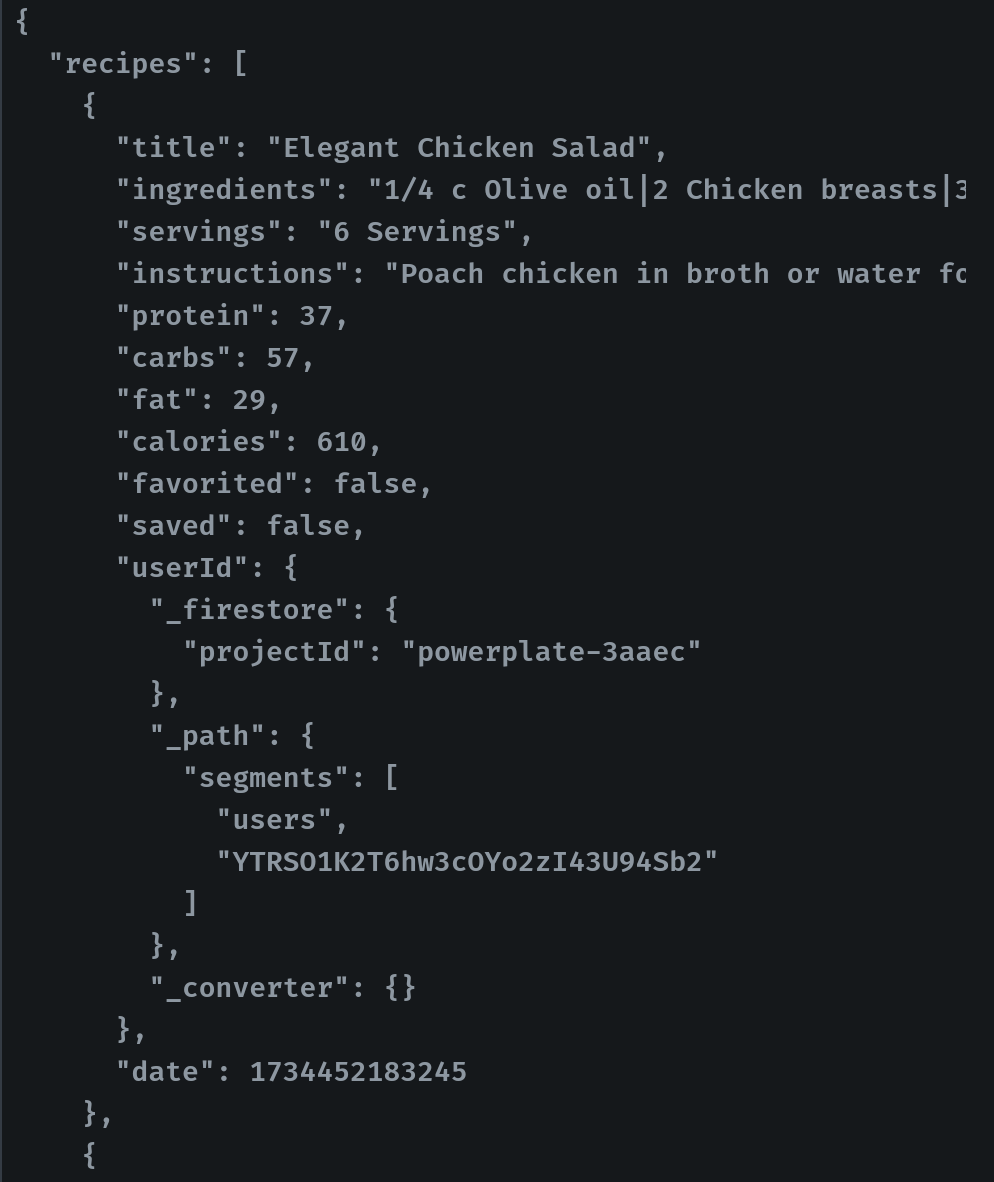 {
"recipes": [
{
"title": "Elegant Chicken Salad",
"ingredients": "1/4 c Olive oil|2 Chicken breasts|3
"servings": "6 Servings",
"instructions": "Poach chicken in broth or water fo
"protein": 37,
"carbs": 57,
"fat": 29,
"calories": 610,
"favorited": false,
"saved": false,
"userId": {
"_firestore": {
"projectId": "powerplate-3aaec"
},
"_path": {
"segments": [
"users",
"YTRSO1K2T6hw3cOYo2zI43U94Sb2"
]
},
"_converter": {}
},
"date": 1734452183245
},
{